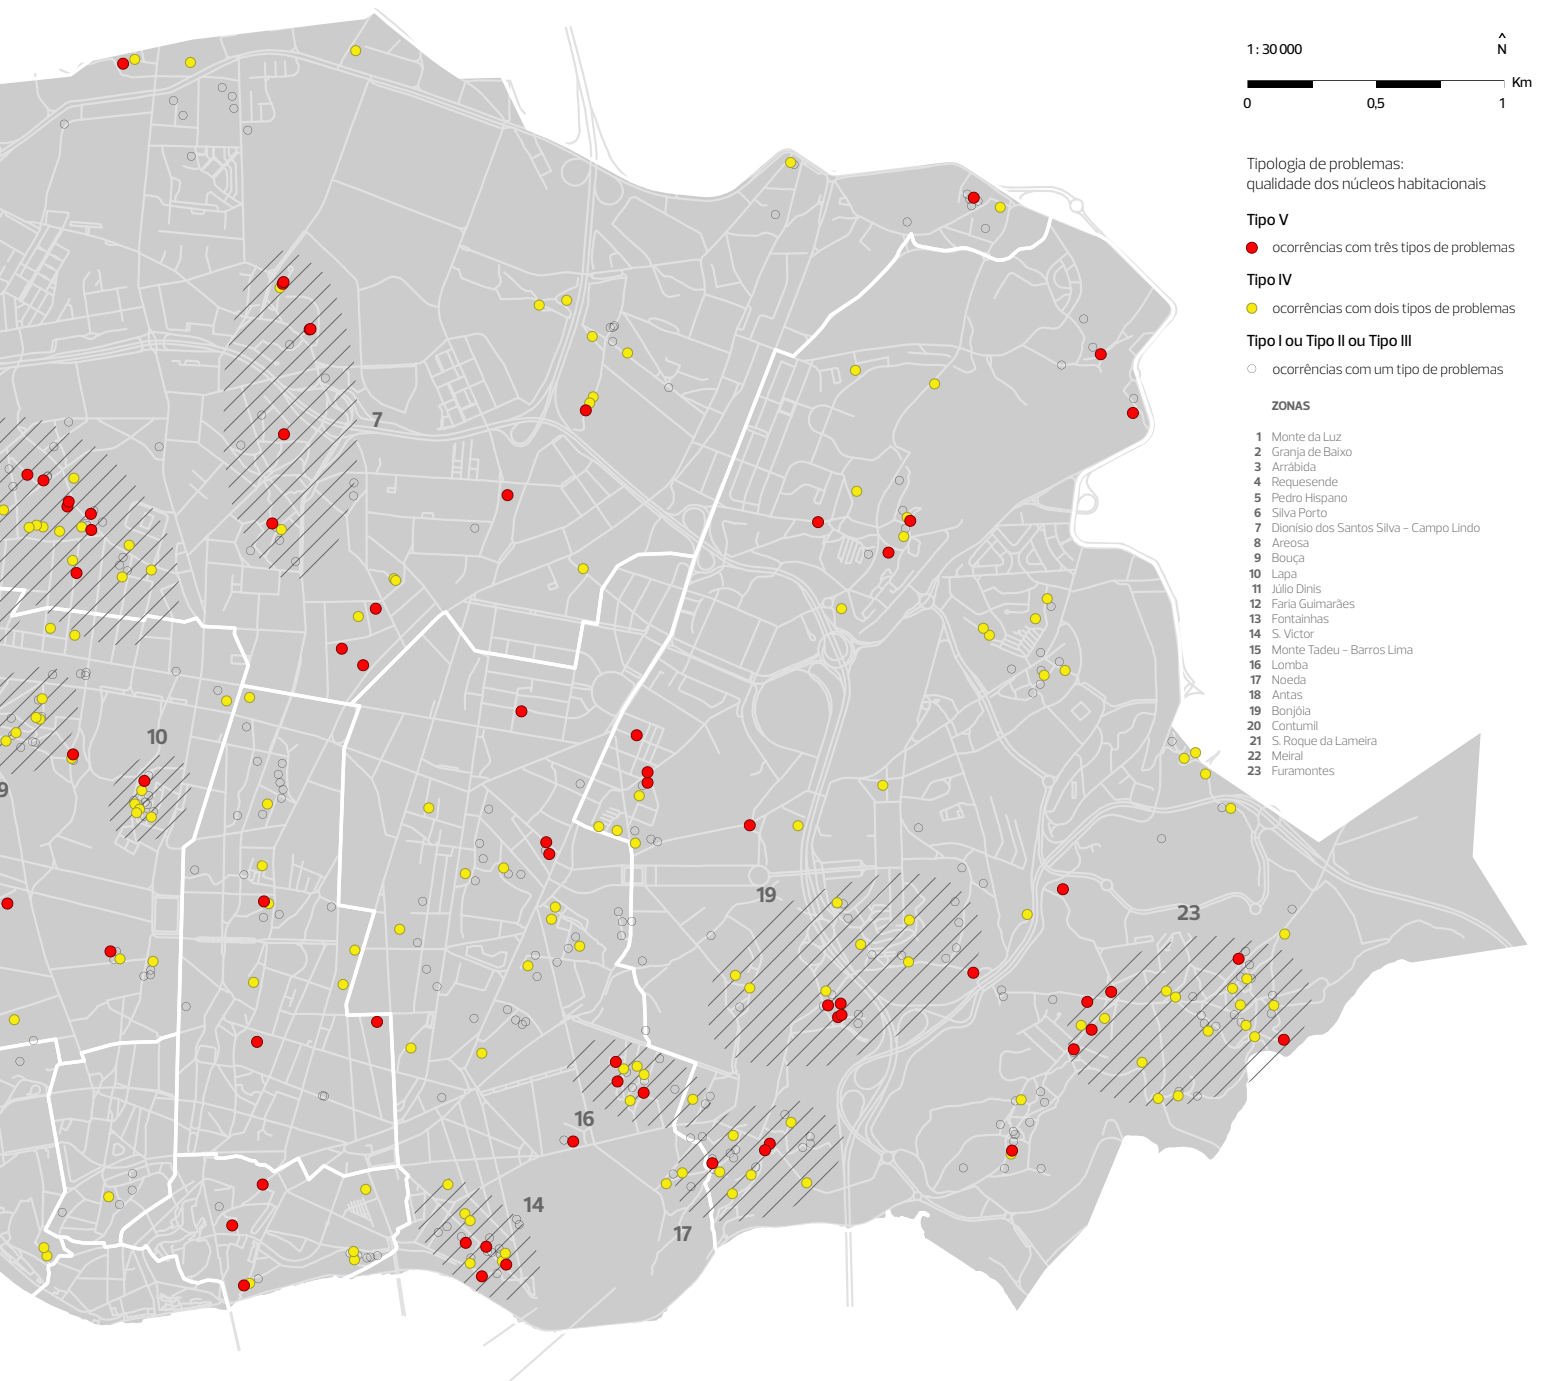 1 : 30 000
N
Km
0 0,5 1
Tipologia de problemas:
qualidade dos núcleos habitacionais
Tipo V
ocorrências com três tipos de problemas
Tipo IV
ocorrências com dois tipos de problemas
Tipo I ou Tipo II ou Tipo III
ocorrências com um tipo de problemas
ZONAS
1 Monte da Luz
2 Granja de Baixo
3 Arrábida
4 Requesende
5 Pedro Hispano
6 Silva Porto
7 Dionísio dos Santos Silva – Campo Lindo
8 Areosa
9 Bouça
10 Lapa
11 Júlio Dinis
12 Faria Guimarães
13 Fontainhas
14 S. Victor
15 Monte Tadeu – Barros Lima
16 Lomba
17 Noeda
18 Antas
19 Bonjóia
20 Contumil
21 S. Roque da Lameira
22 Meiral
23 Furamontes
7
10
9
19
23
16
14
17